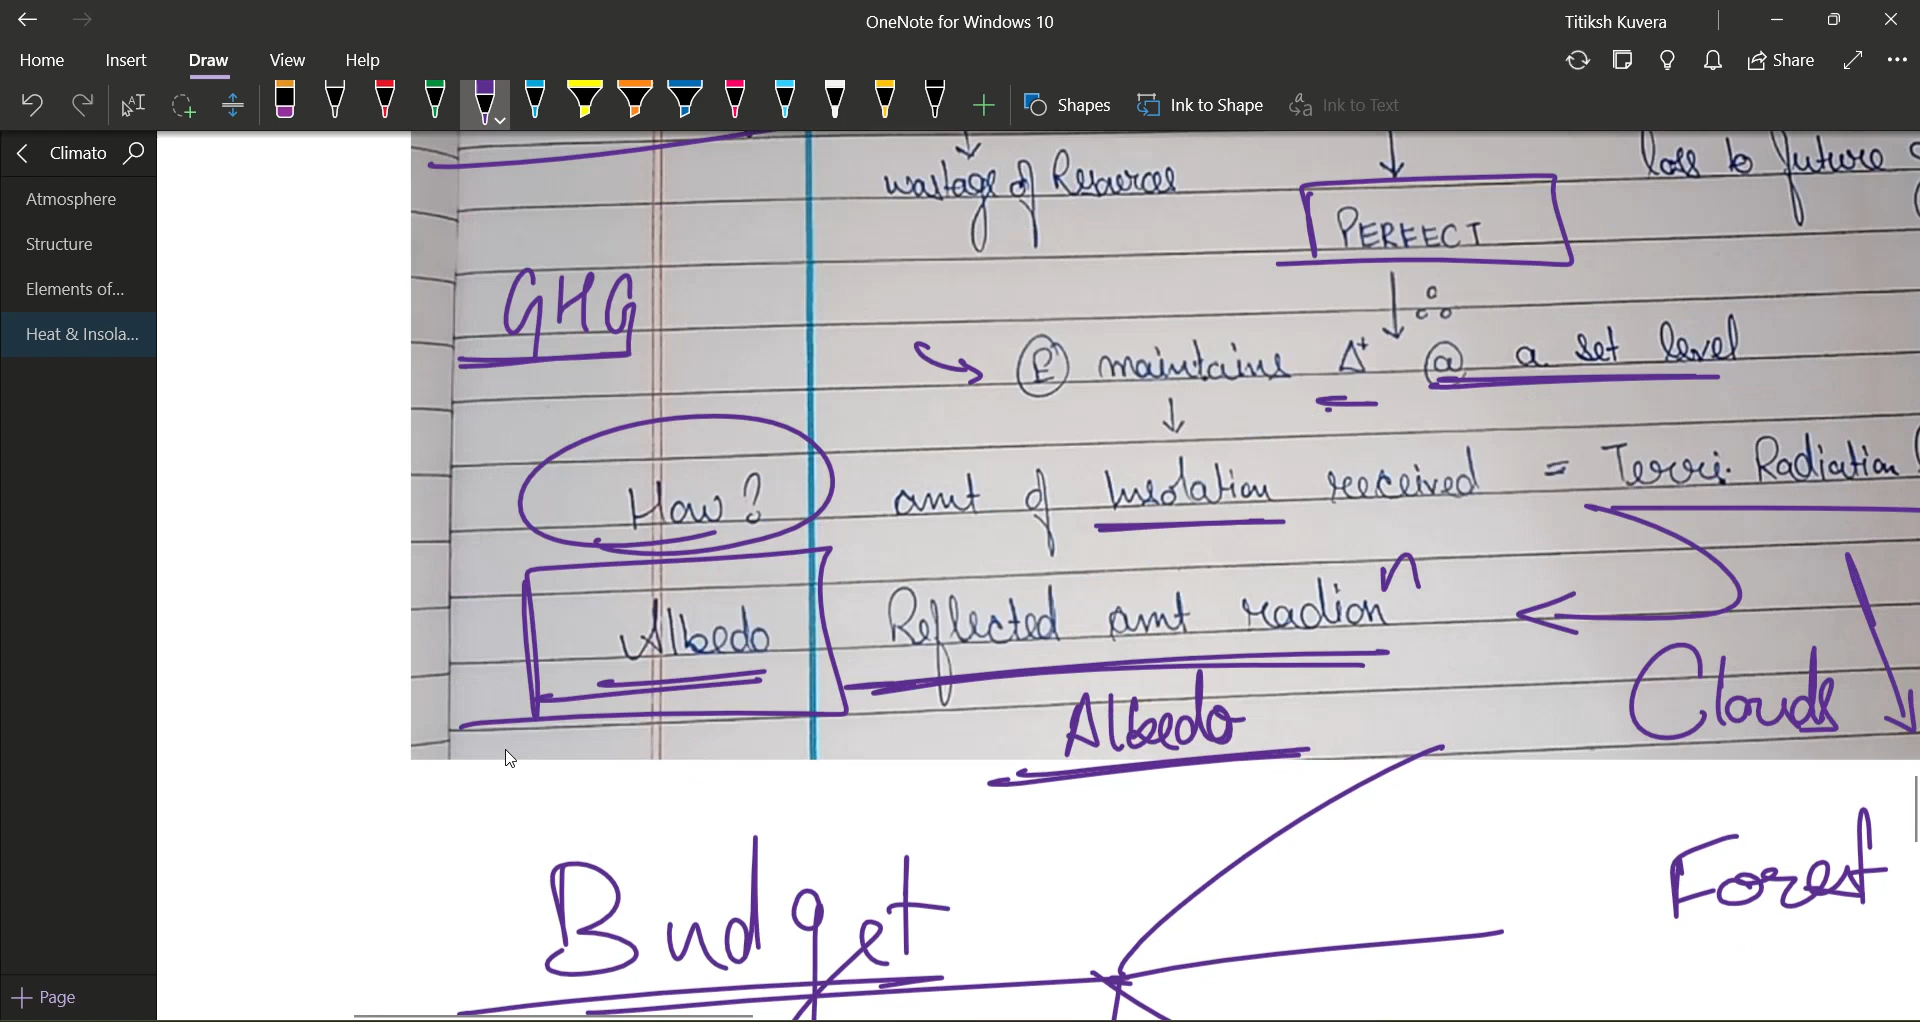 OneNote for Windows 10
Titiksh Kuvera
Home Insert Draw View Help
Share
Shapes Ink to Shape Ink to Text
Climato
Atmosphere
Structure
Elements of...
Heat & Insola...
Page
wastage of Resources
loss to future
PERFECT
GHG
E maintains Δ+ @ a set level
How? amt of Insolation received = Terri. Radiation
Albedo Reflected amt radionⁿ
Albedo
Clouds
Budget
Forest